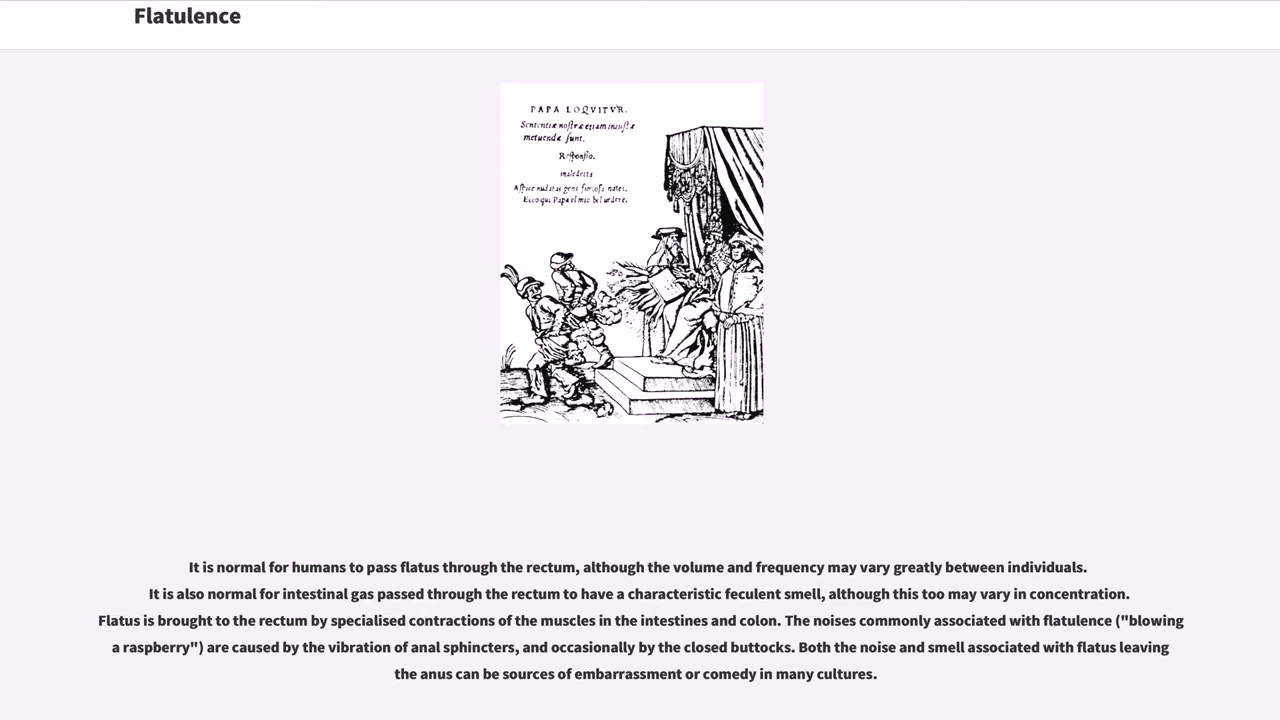 Flatulence
PAPA LOQVITVR.
Sententiæ noſtræ etiam iniuſtæ
metuendæ ſunt.
Reſponſio.
maledetta
Aſpice nudatas gens furioſa nates.
Ecco qui Papa el mio bel uedere.
It is normal for humans to pass flatus through the rectum, although the volume and frequency may vary greatly between individuals.
It is also normal for intestinal gas passed through the rectum to have a characteristic feculent smell, although this too may vary in concentration.
Flatus is brought to the rectum by specialised contractions of the muscles in the intestines and colon. The noises commonly associated with flatulence ("blowing
a raspberry") are caused by the vibration of anal sphincters, and occasionally by the closed buttocks. Both the noise and smell associated with flatus leaving
the anus can be sources of embarrassment or comedy in many cultures.